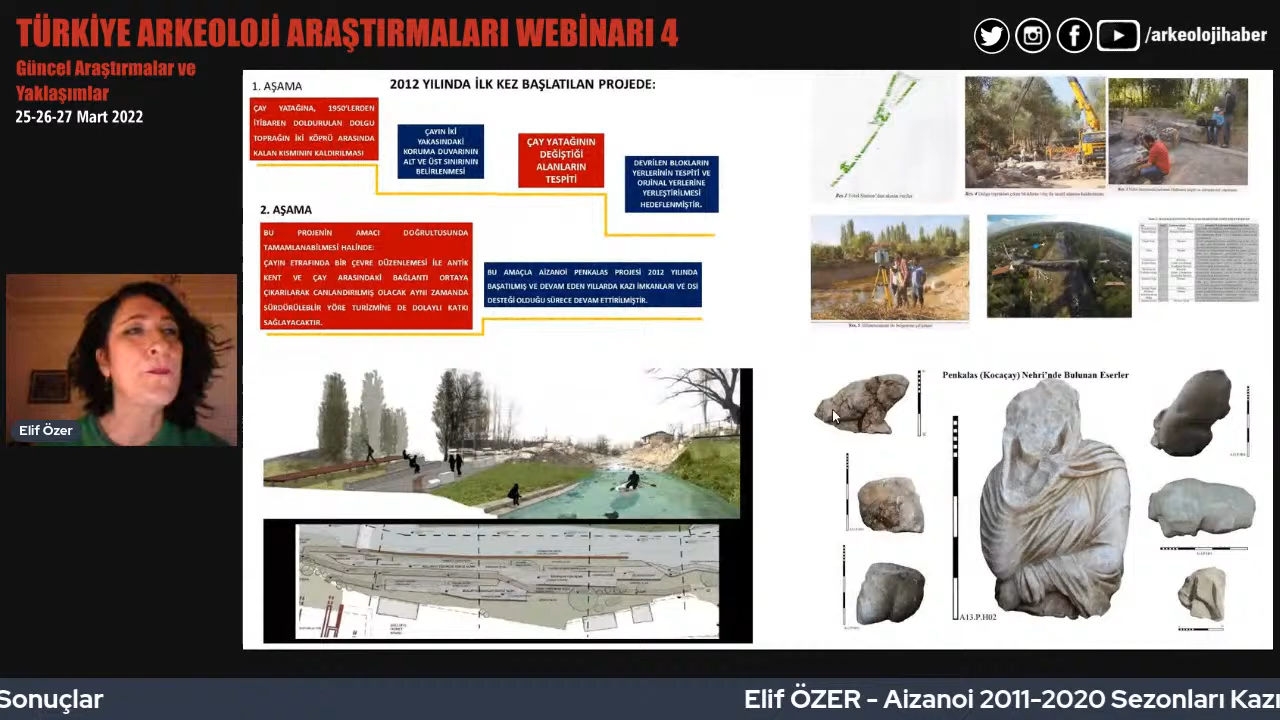 TÜRKİYE ARKEOLOJİ ARAŞTIRMALARI WEBİNARI 4
Güncel Araştırmalar ve
Yaklaşımlar
25-26-27 Mart 2022
/arkeolojihaber
1. AŞAMA
2012 YILINDA İLK KEZ BAŞLATILAN PROJEDE:
ÇAY YATAĞINA, 1950'LERDEN
İTİBAREN DOLDURULAN DOLGU
TOPRAĞIN İKİ KÖPRÜ ARASINDA
KALAN KISMININ KALDIRILMASI
ÇAYIN İKİ
YAKASINDAKİ
KORUMA DUVARININ
ALT VE ÜST SINIRININ
BELİRLENMESİ
ÇAY YATAĞININ
DEĞİŞTİĞİ
ALANLARIN
TESPİTİ
DEVRİLEN BLOKLARIN
YERLERİNİN TESPİTİ VE
ORJİNAL YERLERİNE
YERLEŞTİRİLMESİ
HEDEFLENMİŞTİR.
2. AŞAMA
BU PROJENİN AMACI DOĞRULTUSUNDA
TAMAMLANABİLMESİ HALİNDE:
ÇAYIN ETRAFINDA BİR ÇEVRE DÜZENLEMESİ İLE ANTİK
KENT VE ÇAY ARASINDAKİ BAĞLANTI ORTAYA
ÇIKARILARAK CANLANDIRILMIŞ OLACAK AYNI ZAMANDA
SÜRDÜRÜLEBLİR YÖRE TURİZMİNE DE DOLAYLI KATKI
SAĞLAYACAKTIR.
BU AMAÇLA AİZANOİ PENKALAS PROJESİ 2012 YILINDA
BAŞATILMIŞ VE DEVAM EDEN YILLARDA KAZI İMKANLARI VE DSİ
DESTEĞİ OLDUĞU SÜRECE DEVAM ETTİRİLMİŞTİR.
Penkalas (Kocaçay) Nehri'nde Bulunan Eserler
A13.P.H02
Elif Özer
Sonuçlar
Elif ÖZER - Aizanoi 2011-2020 Sezonları Kazı